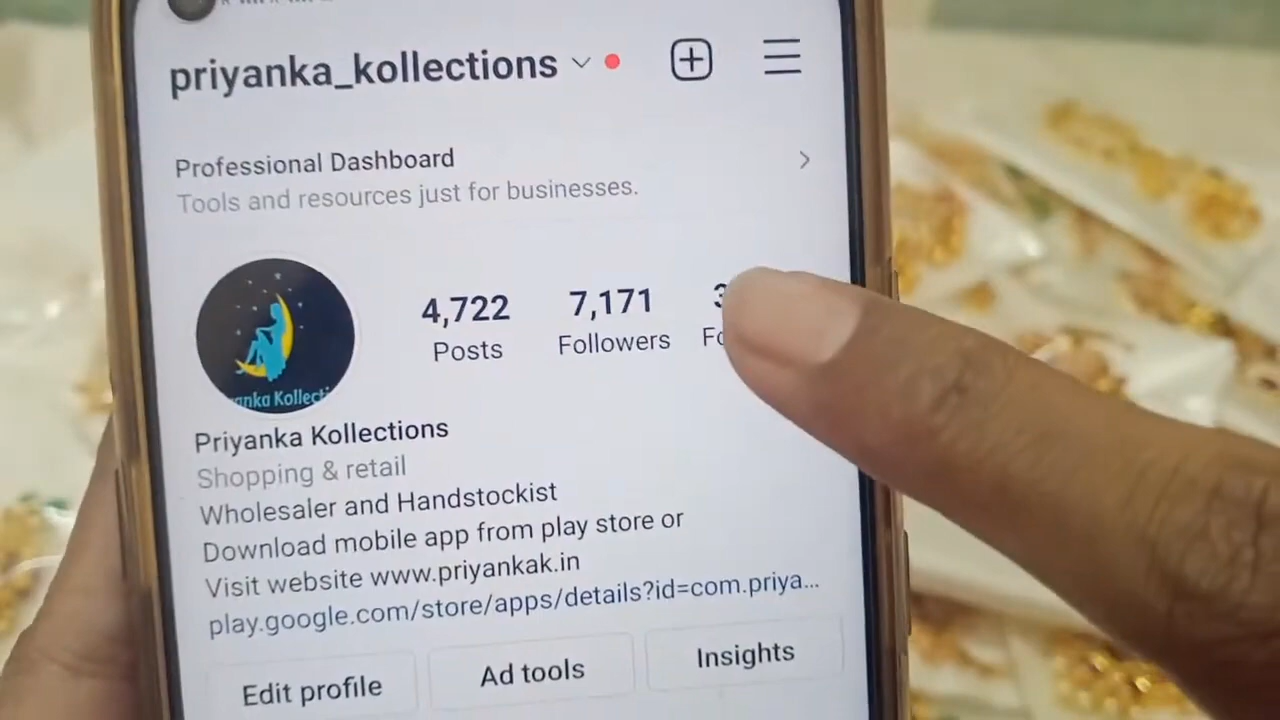 priyanka_kollections
Professional Dashboard
Tools and resources just for businesses.
4,722 7,171
Posts Followers
Priyanka Kollections
Shopping & retail
Wholesaler and Handstockist
Download mobile app from play store or
Visit website www.priyankak.in
play.google.com/store/apps/details?id=com.priya...
Edit profile Ad tools Insights